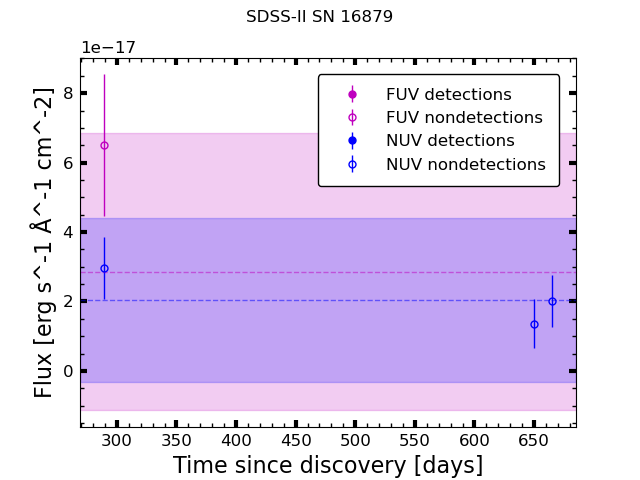 SDSS-II SN 16879
1e−17
FUV detections
FUV nondetections
NUV detections
NUV nondetections
8
6
4
2
0
Flux [erg s^-1 Å^-1 cm^-2]
300 350 400 450 500 550 600 650
Time since discovery [days]